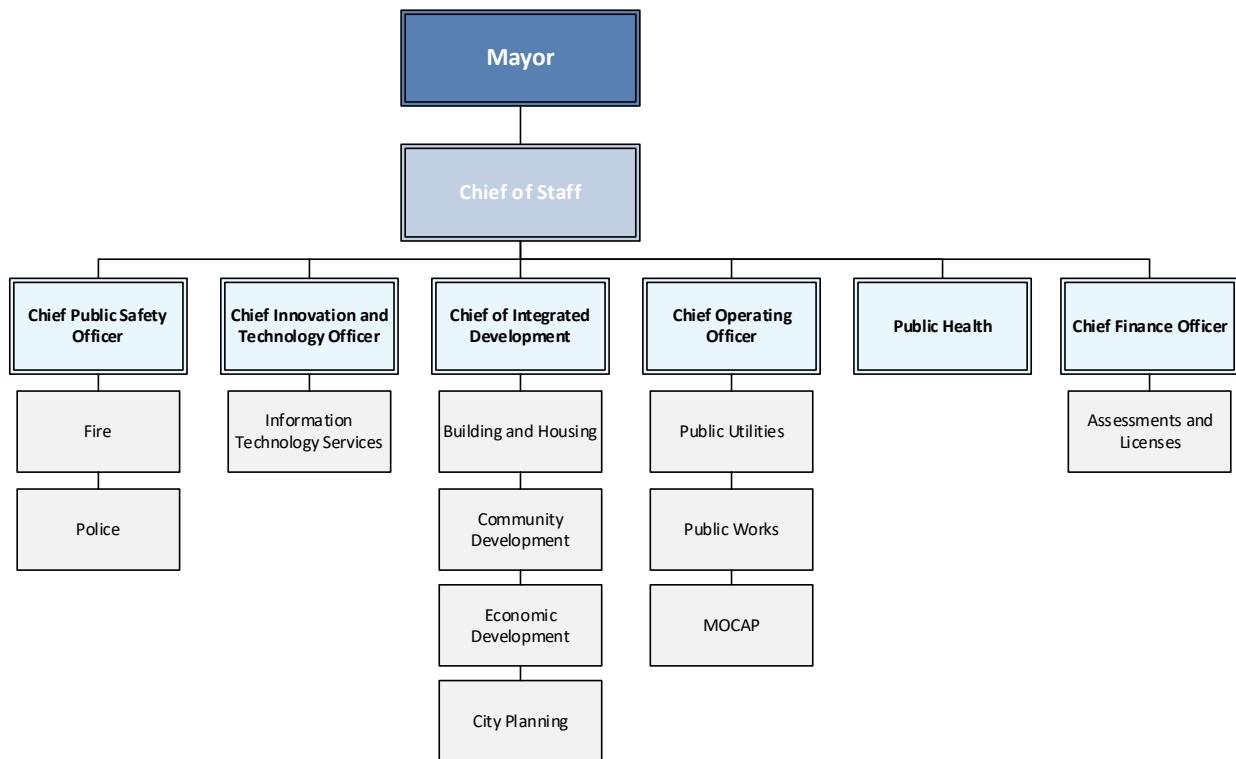 Mayor
Chief of Staff
Chief Public Safety
Officer
Chief Innovation and
Technology Officer
Chief of Integrated
Development
Chief Operating
Officer
Public Health
Chief Finance Officer
Fire
Information
Technology Services
Building and Housing
Public Utilities
Assessments and
Licenses
Police
Community
Development
Public Works
Economic
Development
MOCAP
City Planning